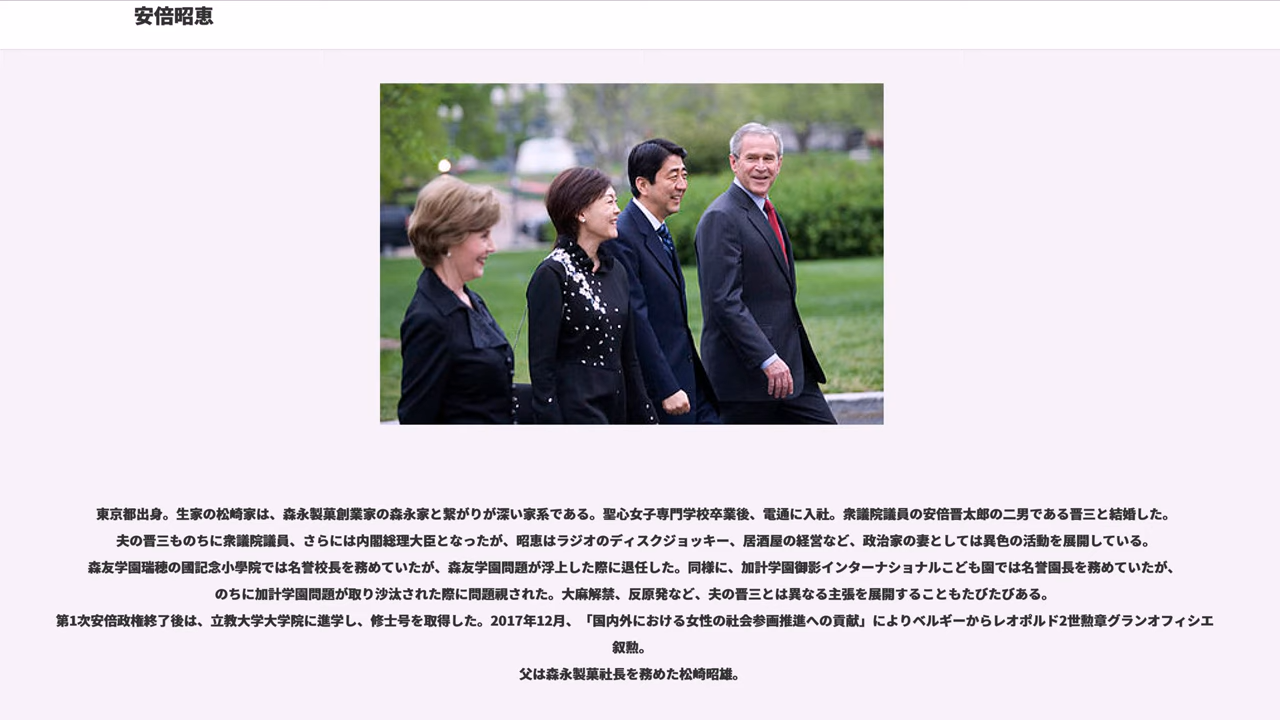 安倍昭恵
東京都出身。生家の松崎家は、森永製菓創業家の森永家と繋がりが深い家系である。聖心女子専門学校卒業後、電通に入社。衆議院議員の安倍晋太郎の二男である晋三と結婚した。
夫の晋三ものちに衆議院議員、さらには内閣総理大臣となったが、昭恵はラジオのディスクジョッキー、居酒屋の経営など、政治家の妻としては異色の活動を展開している。
森友学園瑞穂の國記念小學院では名誉校長を務めていたが、森友学園問題が浮上した際に退任した。同様に、加計学園御影インターナショナルこども園では名誉園長を務めていたが、
のちに加計学園問題が取り沙汰された際に問題視された。大麻解禁、反原発など、夫の晋三とは異なる主張を展開することもたびたびある。
第1次安倍政権終了後は、立教大学大学院に進学し、修士号を取得した。2017年12月、「国内外における女性の社会参画推進への貢献」によりベルギーからレオポルド2世勲章グランオフィシエ
叙勲。
父は森永製菓社長を務めた松崎昭雄。